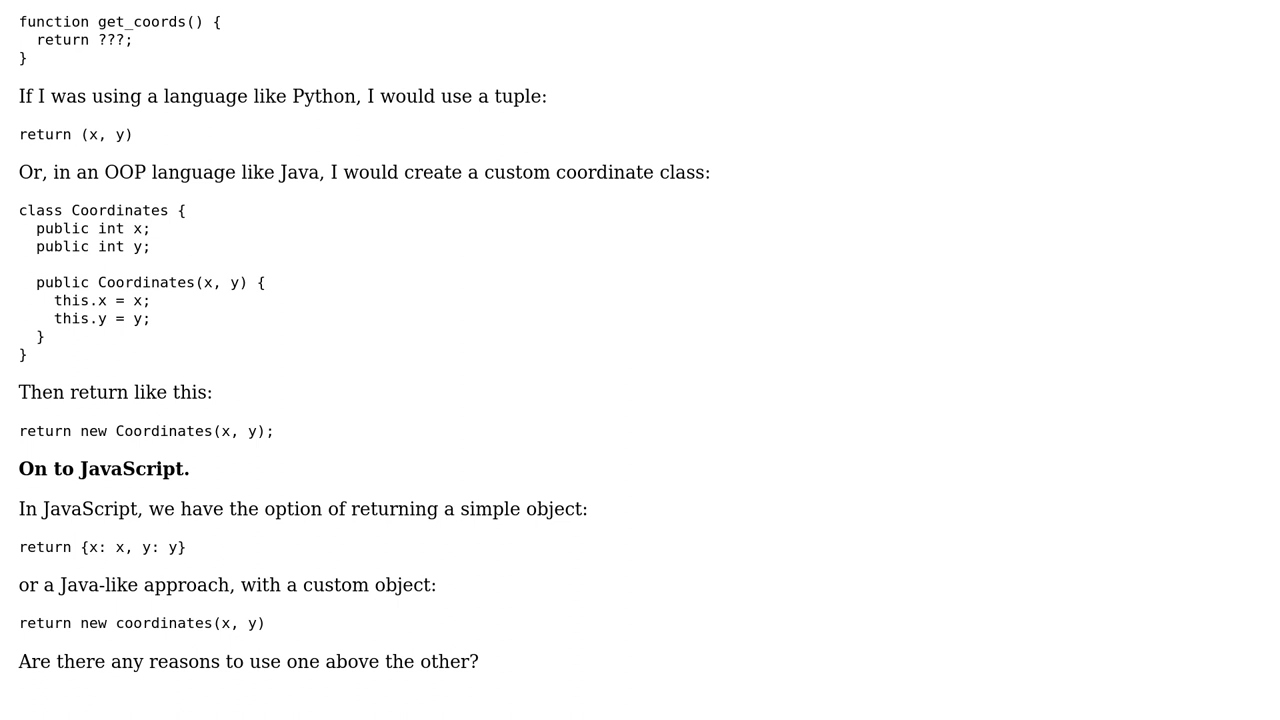 function get_coords() {
  return ???;
}
If I was using a language like Python, I would use a tuple:
return (x, y)
Or, in an OOP language like Java, I would create a custom coordinate class:
class Coordinates {
  public int x;
  public int y;
  public Coordinates(x, y) {
    this.x = x;
    this.y = y;
  }
}
Then return like this:
return new Coordinates(x, y);
On to JavaScript.
In JavaScript, we have the option of returning a simple object:
return {x: x, y: y}
or a Java-like approach, with a custom object:
return new coordinates(x, y)
Are there any reasons to use one above the other?